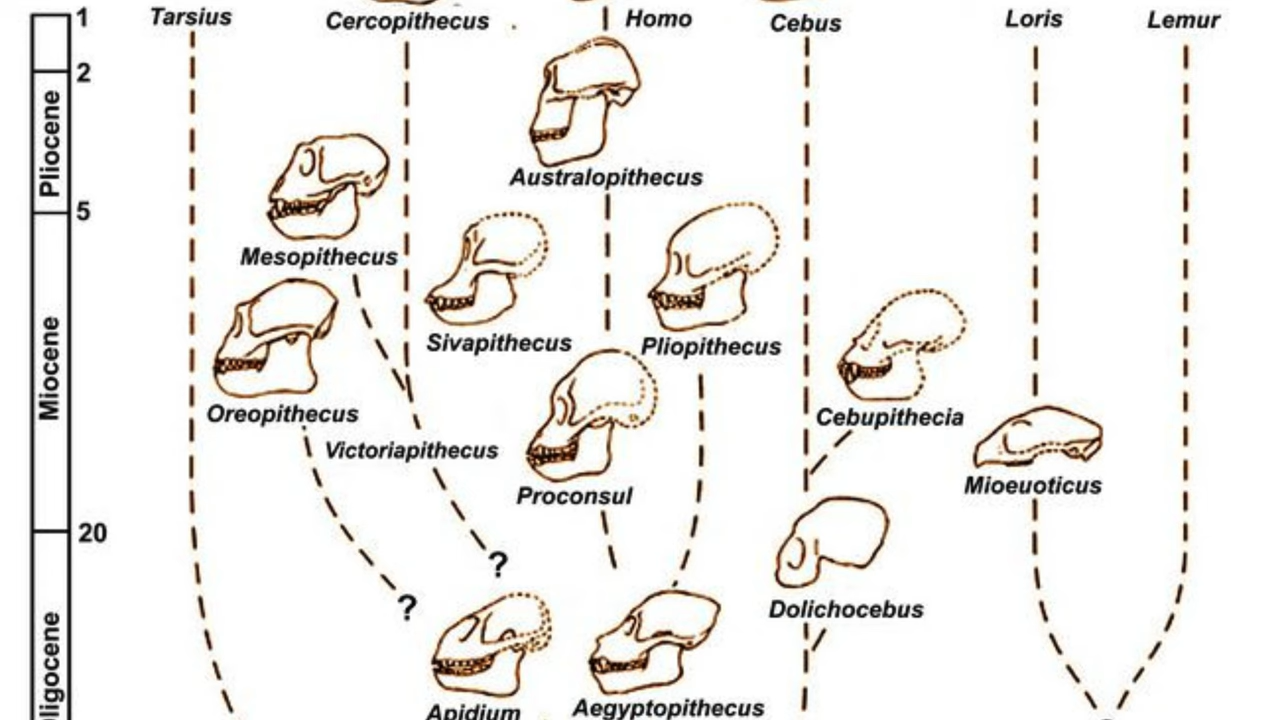 1
Tarsius
Cercopithecus
Homo
Cebus
Loris
Lemur
2
Pliocene
Australopithecus
5
Mesopithecus
Sivapithecus
Pliopithecus
Miocene
Oreopithecus
Cebupithecia
Victoriapithecus
Mioeuoticus
Proconsul
20
?
?
Dolichocebus
Oligocene
Apidium
Aegyptopithecus